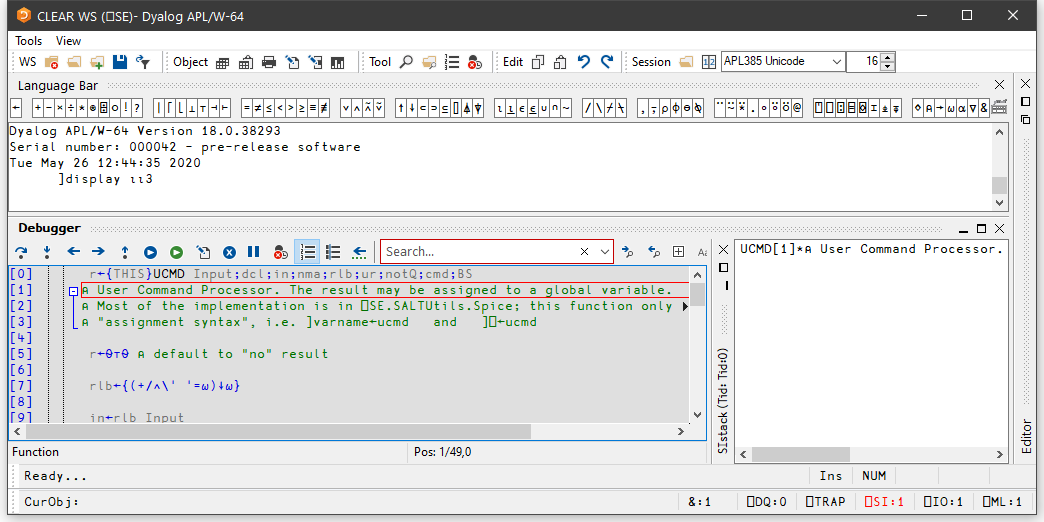 CLEAR WS (⎕SE)- Dyalog APL/W-64
Tools View
WS Object Tool Edit Session APL385 Unicode 16
Language Bar
← +-×÷*⍟⌹○!? |⌈⌊⊥⊤⊣⊢ =≠≤<>≥≡≢ ∨∧⍲⍱ ↑↓⊂⊃⊆⌷⍋⍒ ⍳⍸∊⍷∪∩~ /\⌿⍀ ,⍪⍴⌽⊖⍉ ¨⍨⍣.∘⍤⍥@ ⍞⎕⍠⌸⌺⌶⍎⍕ ⋄⍝→⍵⍺∇&
Dyalog APL/W-64 Version 18.0.38293
Serial number: 000042 - pre-release software
Tue May 26 12:44:35 2020
      ]display ⍳⍳3
Debugger
Search...
Aa
[0] r←{THIS}UCMD Input;dcl;in;nma;rlb;ur;notQ;cmd;BS
[1] ⍝ User Command Processor. The result may be assigned to a global variable.
[2] ⍝ Most of the implementation is in ⎕SE.SALTUtils.Spice; this function only
[3] ⍝ "assignment syntax", i.e. ]varname←ucmd   and   ]⎕←ucmd
[4]
[5] r←⍬⊤⍬ ⍝ default to "no" result
[6]
[7] rlb←{(+/∧\' '=⍵)↓⍵}
[8]
[9] in←rlb Input
UCMD[1]*⍝ User Command Processor.
SIstack (Tid: Tid:0)
Editor
Function Pos: 1/49,0
Ready... Ins NUM
CurObj: &:1 ⎕DQ:0 ⎕TRAP ⎕SI:1 ⎕IO:1 ⎕ML:1